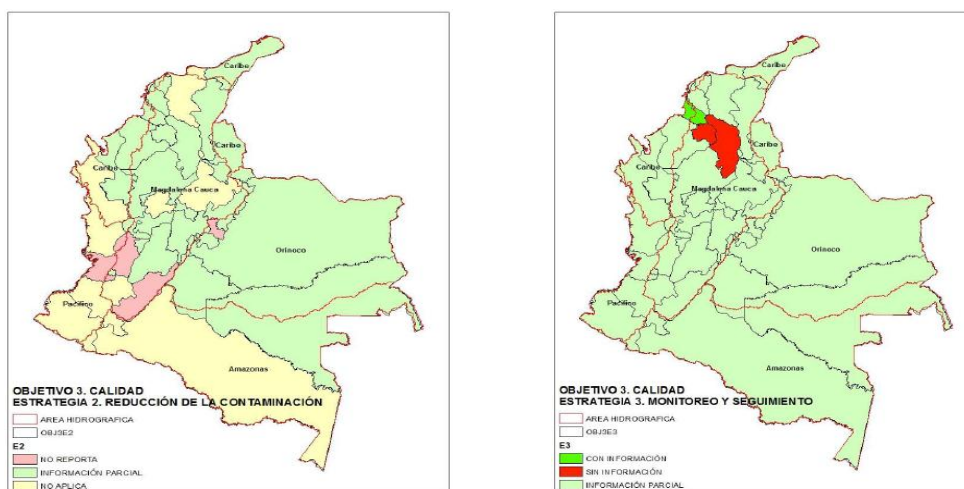 Caribe
Caribe
Caribe
Magdalena Cauca
Orinoco
Pacifico
Amazonas
OBJETIVO 3. CALIDAD
ESTRATEGIA 2. REDUCCIÓN DE LA CONTAMINACIÓN
AREA HIDROGRAFICA
OBJ3E2
E2
NO REPORTA
INFORMACIÓN PARCIAL
NO APLICA
Caribe
Caribe
Caribe
Magdalena Cauca
Orinoco
Pacifico
Amazonas
OBJETIVO 3. CALIDAD
ESTRATEGIA 3. MONITOREO Y SEGUIMIENTO
AREA HIDROGRAFICA
OBJ3E3
E3
CON INFORMACIÓN
SIN INFORMACIÓN
INFORMACIÓN PARCIAL